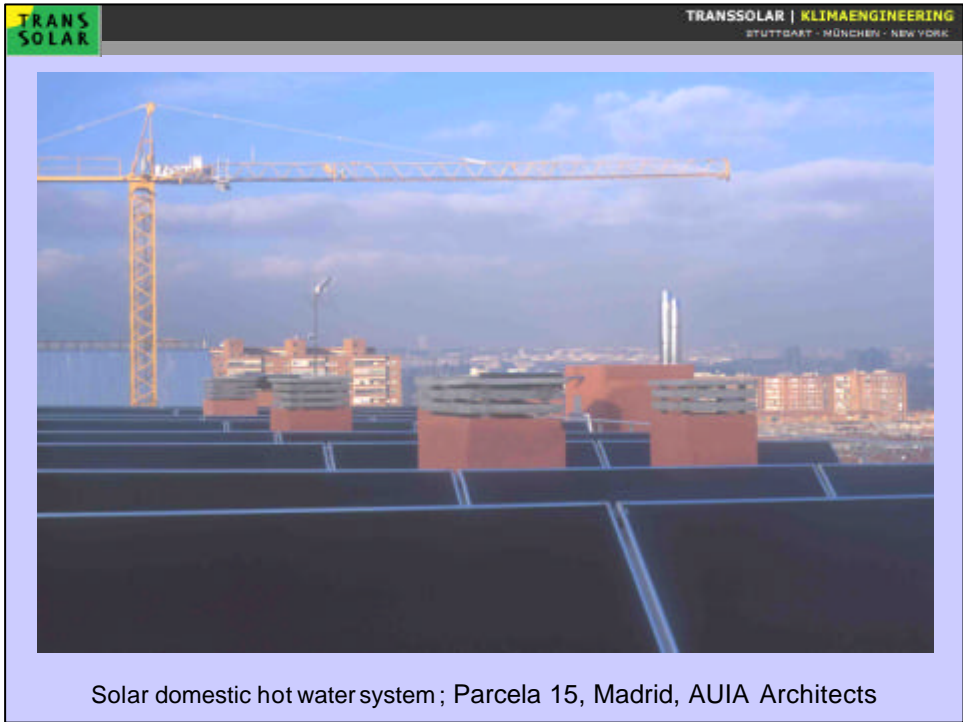 TRANS
SOLAR
TRANSSOLAR | KLIMAENGINEERING
STUTTGART - MÜNCHEN - NEW YORK
Solar domestic hot water system ; Parcela 15, Madrid, AUIA Architects